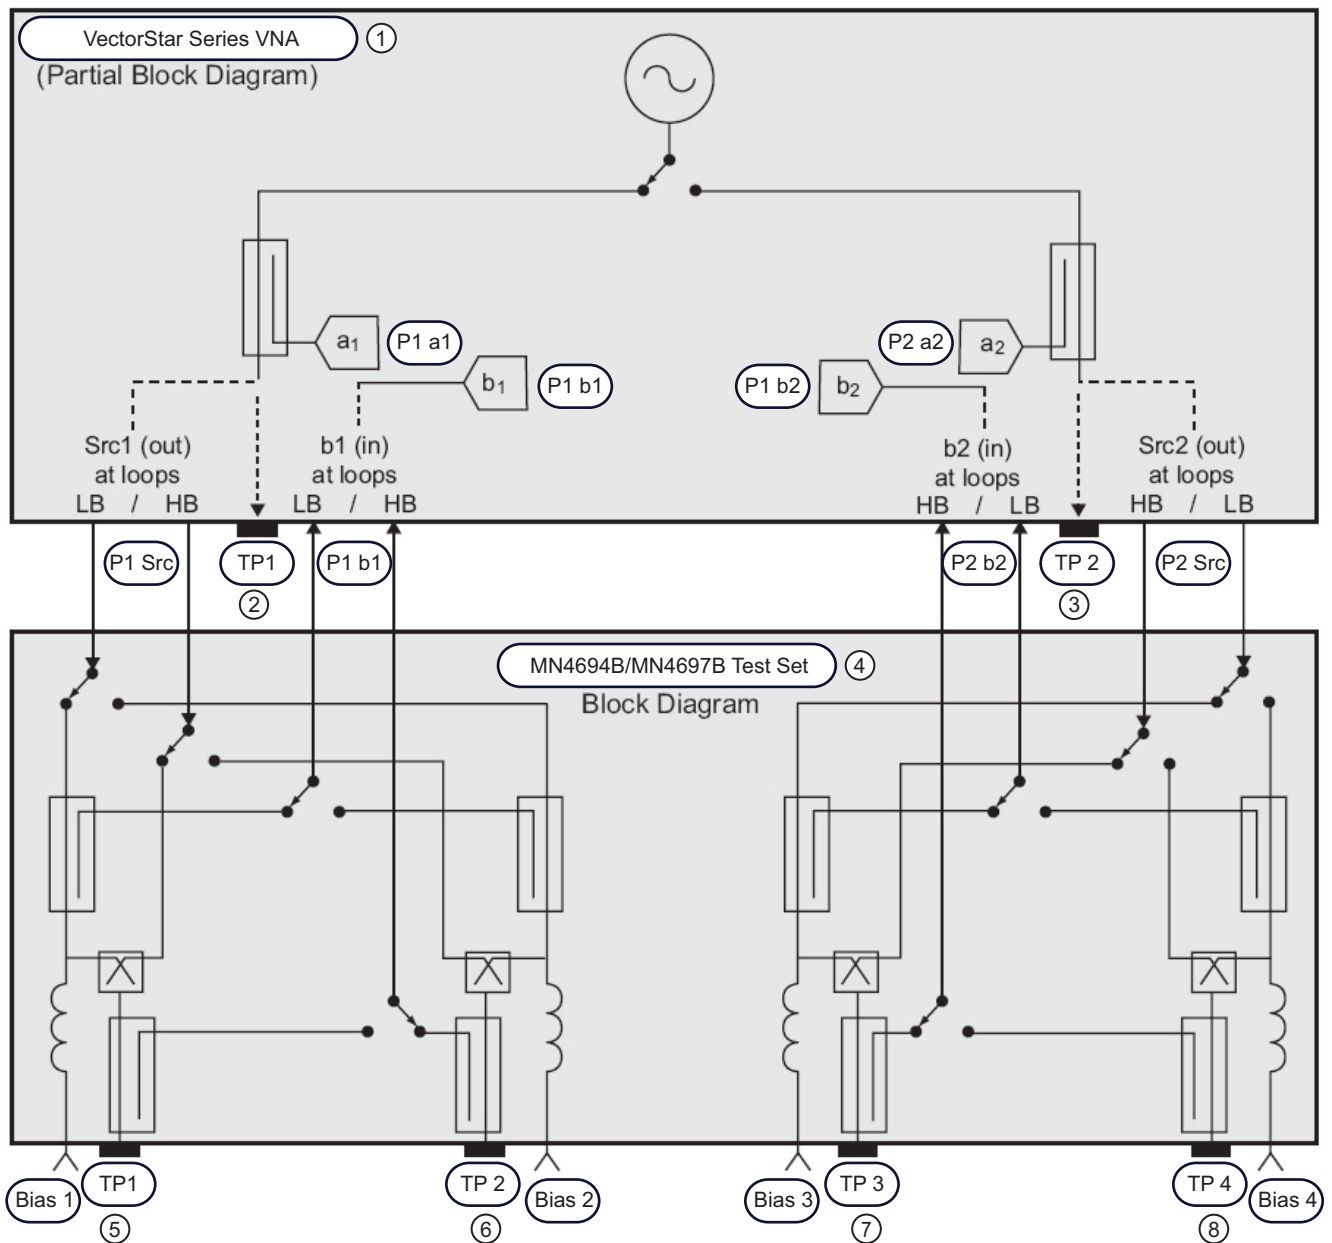 VectorStar Series VNA 1
(Partial Block Diagram)
a1 P1 a1
b1 P1 b1
P2 a2 a2
P1 b2 b2
Src1 (out)
at loops
LB / HB
b1 (in)
at loops
LB / HB
b2 (in)
at loops
HB / LB
Src2 (out)
at loops
HB / LB
P1 Src TP1 P1 b1 P2 b2 TP 2 P2 Src
2 3
MN4694B/MN4697B Test Set 4
Block Diagram
Bias 1 TP1 TP 2 Bias 2 Bias 3 TP 3 TP 4 Bias 4
5 6 7 8